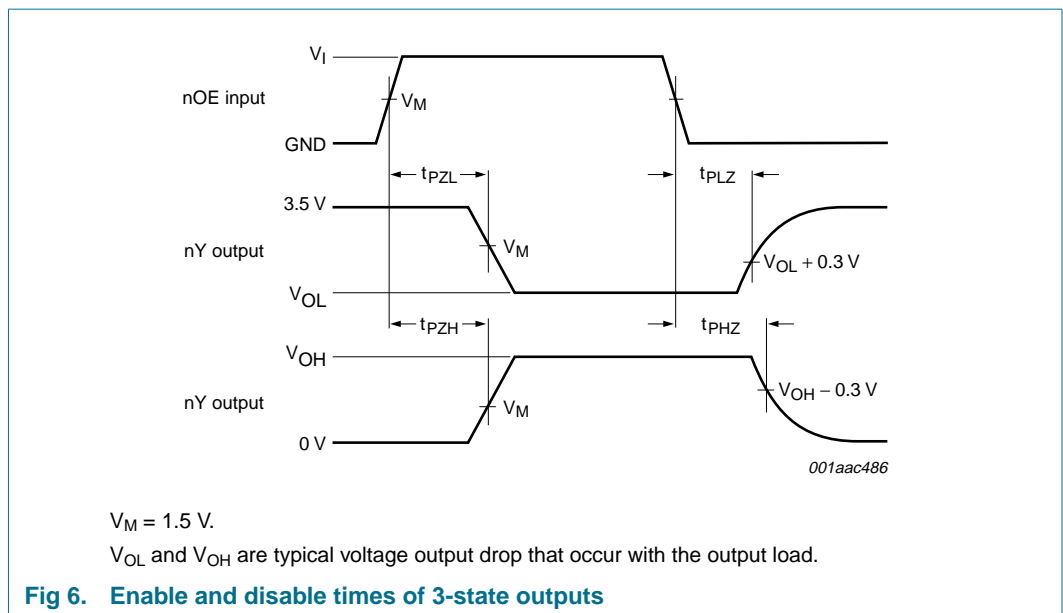 V_I
nOE input
V_M
GND
t_PZL
t_PLZ
3.5 V
nY output
V_M
V_OL + 0.3 V
V_OL
t_PZH
t_PHZ
V_OH
V_OH − 0.3 V
nY output
V_M
0 V
001aac486
V_M = 1.5 V.
V_OL and V_OH are typical voltage output drop that occur with the output load.
Fig 6. Enable and disable times of 3-state outputs